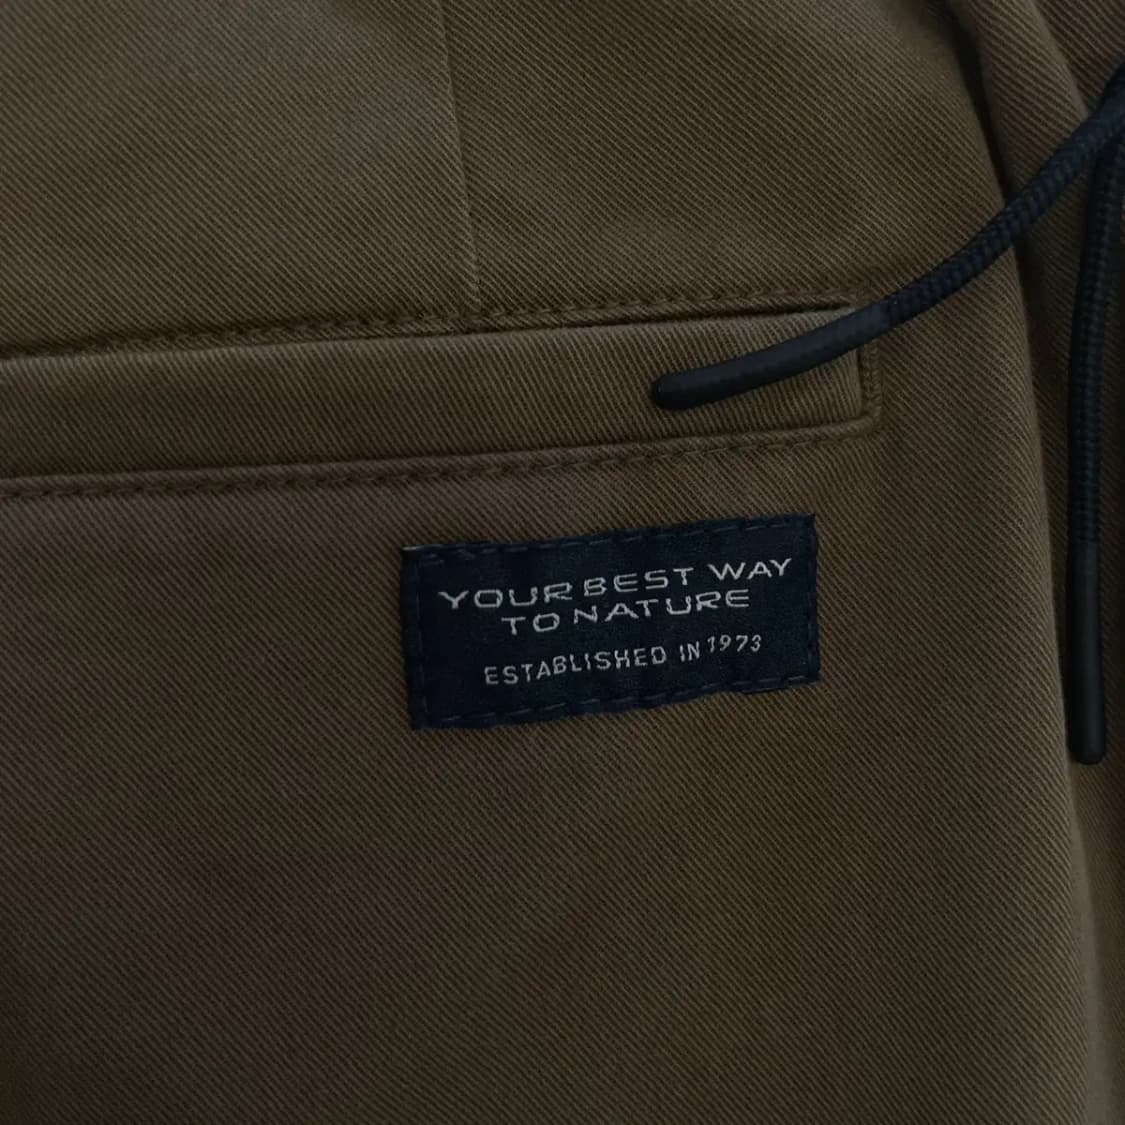 YOUR BEST WAY
TO NATURE
ESTABLISHED IN 1973